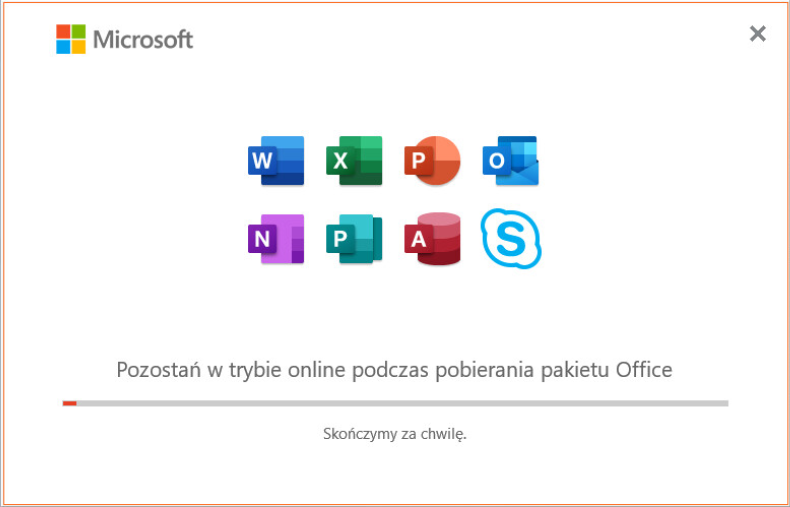 Microsoft
W X P O
N P A S
Pozostań w trybie online podczas pobierania pakietu Office
Skończymy za chwilę.